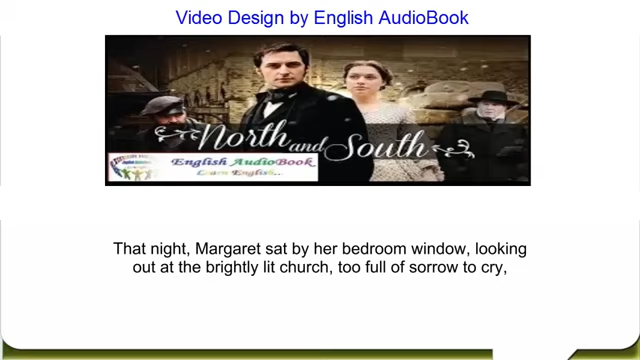 Video Design by English AudioBook
North and South
English AudioBook
Learn English...
That night, Margaret sat by her bedroom window, looking
out at the brightly lit church, too full of sorrow to cry,